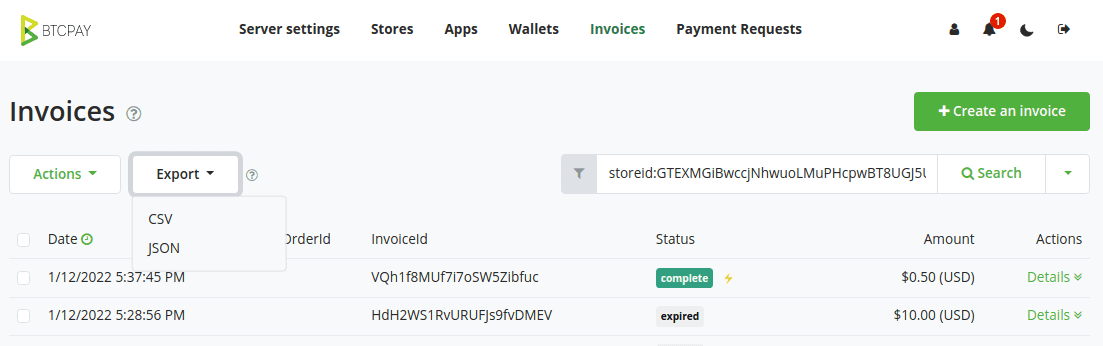 BTCPAY
Server settings Stores Apps Wallets Invoices Payment Requests 1
Invoices ?
+ Create an invoice
Actions Export ? storeid:GTEXMGiBwccjNhwuoLMuPHcpwBT8UGJ5U Search
CSV
JSON
Date OrderId InvoiceId Status Amount Actions
1/12/2022 5:37:45 PM VQh1f8MUf7i7oSW5Zibfuc complete $0.50 (USD) Details
1/12/2022 5:28:56 PM HdH2WS1RvURUFJs9fvDMEV expired $10.00 (USD) Details